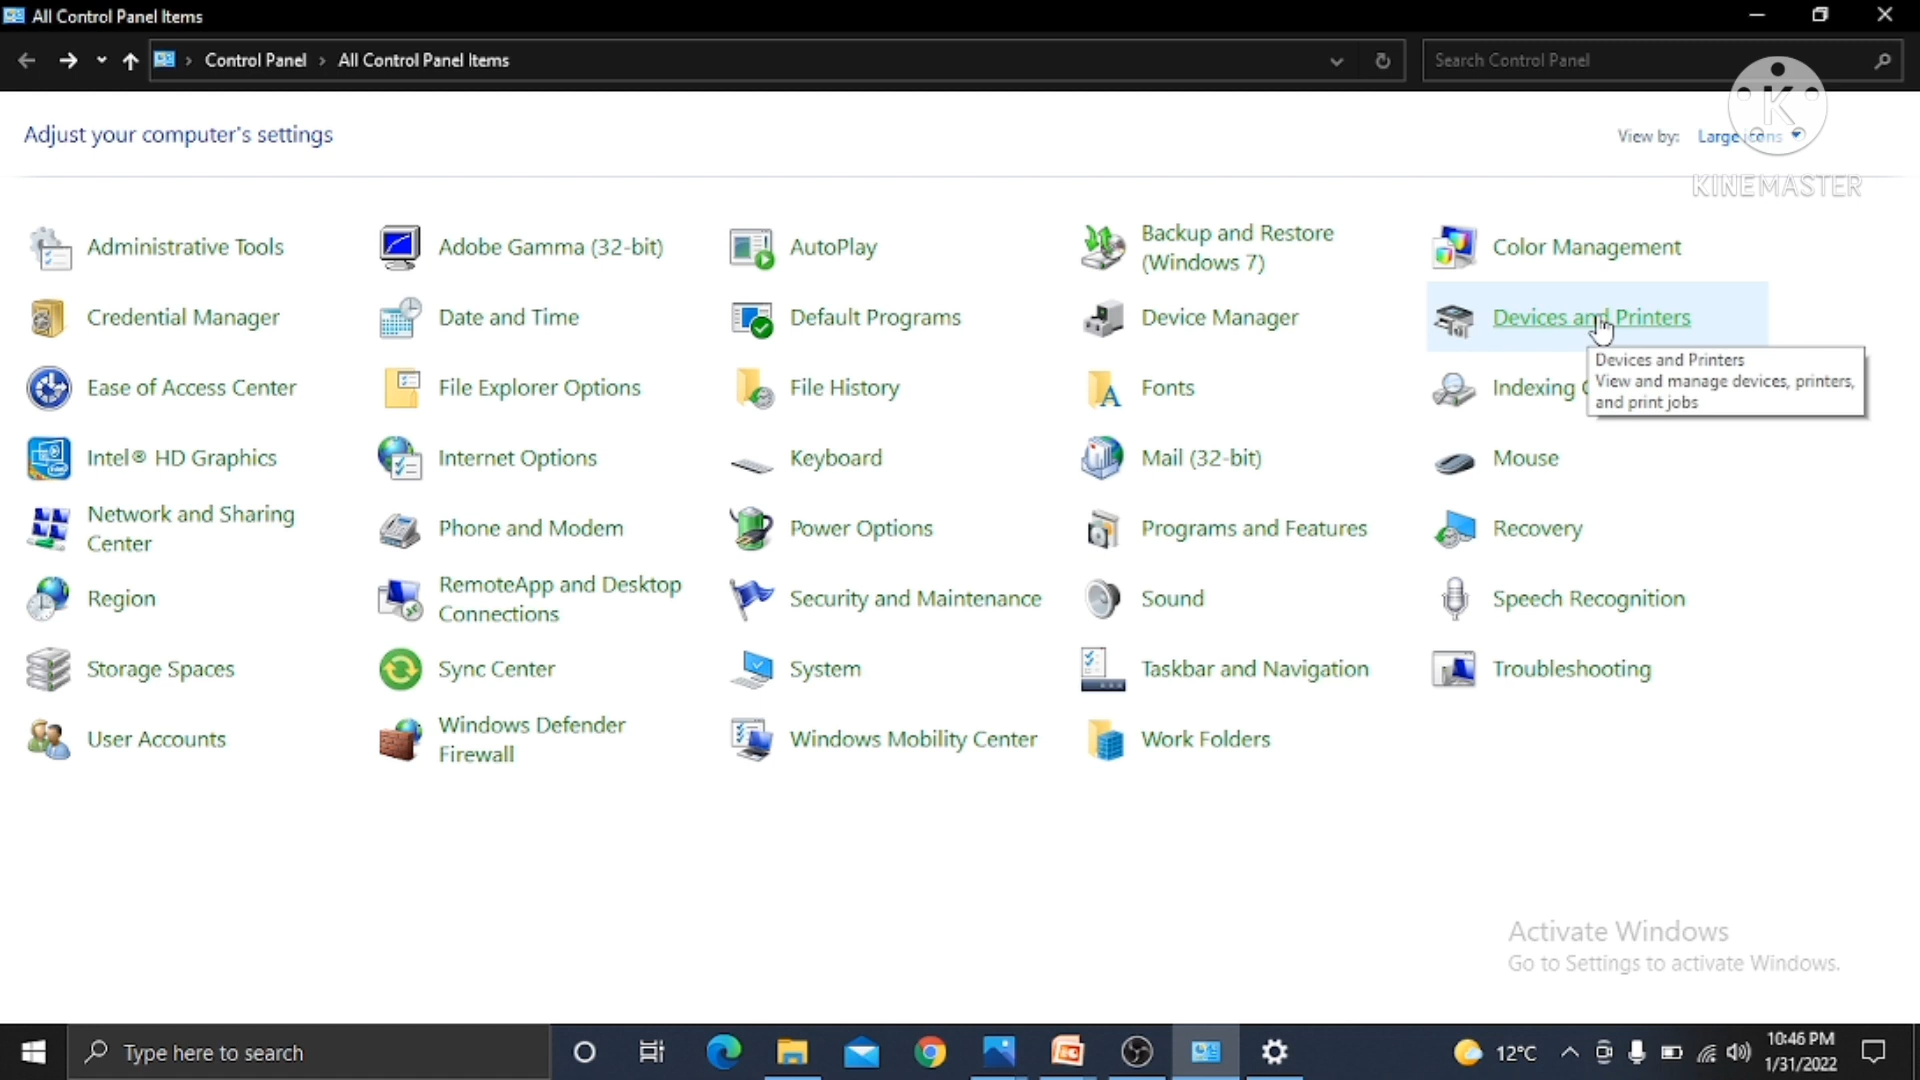 All Control Panel Items
Control Panel › All Control Panel Items
Search Control Panel
Adjust your computer's settings
View by: Large icons
KINEMASTER
Administrative Tools
Adobe Gamma (32-bit)
AutoPlay
Backup and Restore
(Windows 7)
Color Management
Credential Manager
Date and Time
Default Programs
Device Manager
Devices and Printers
Devices and Printers
View and manage devices, printers,
and print jobs
Ease of Access Center
File Explorer Options
File History
Fonts
Indexing
Intel® HD Graphics
Internet Options
Keyboard
Mail (32-bit)
Mouse
Network and Sharing
Center
Phone and Modem
Power Options
Programs and Features
Recovery
Region
RemoteApp and Desktop
Connections
Security and Maintenance
Sound
Speech Recognition
Storage Spaces
Sync Center
System
Taskbar and Navigation
Troubleshooting
User Accounts
Windows Defender
Firewall
Windows Mobility Center
Work Folders
Activate Windows
Go to Settings to activate Windows.
Type here to search
12°C
10:46 PM
1/31/2022